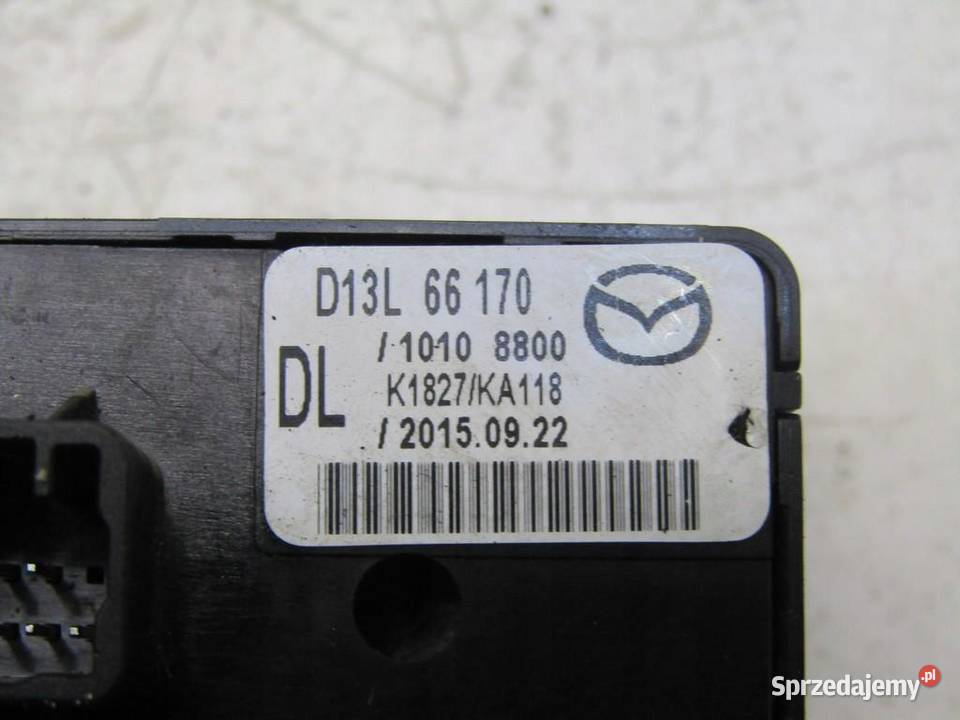 D13L 66 170
/ 1010 8800
DL
K1827/KA118
/ 2015.09.22
Sprzedajemy.pl